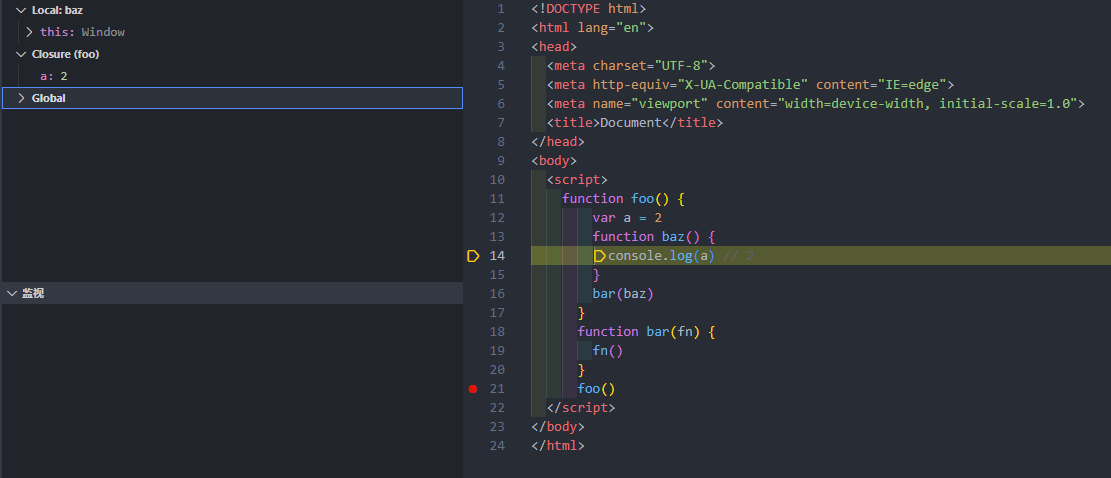 Local: baz
this: Window
Closure (foo)
a: 2
Global
监视
1 <!DOCTYPE html>
2 <html lang="en">
3 <head>
4 <meta charset="UTF-8">
5 <meta http-equiv="X-UA-Compatible" content="IE=edge">
6 <meta name="viewport" content="width=device-width, initial-scale=1.0">
7 <title>Document</title>
8 </head>
9 <body>
10 <script>
11 function foo() {
12 var a = 2
13 function baz() {
14 console.log(a) // 2
15 }
16 bar(baz)
17 }
18 function bar(fn) {
19 fn()
20 }
21 foo()
22 </script>
23 </body>
24 </html>